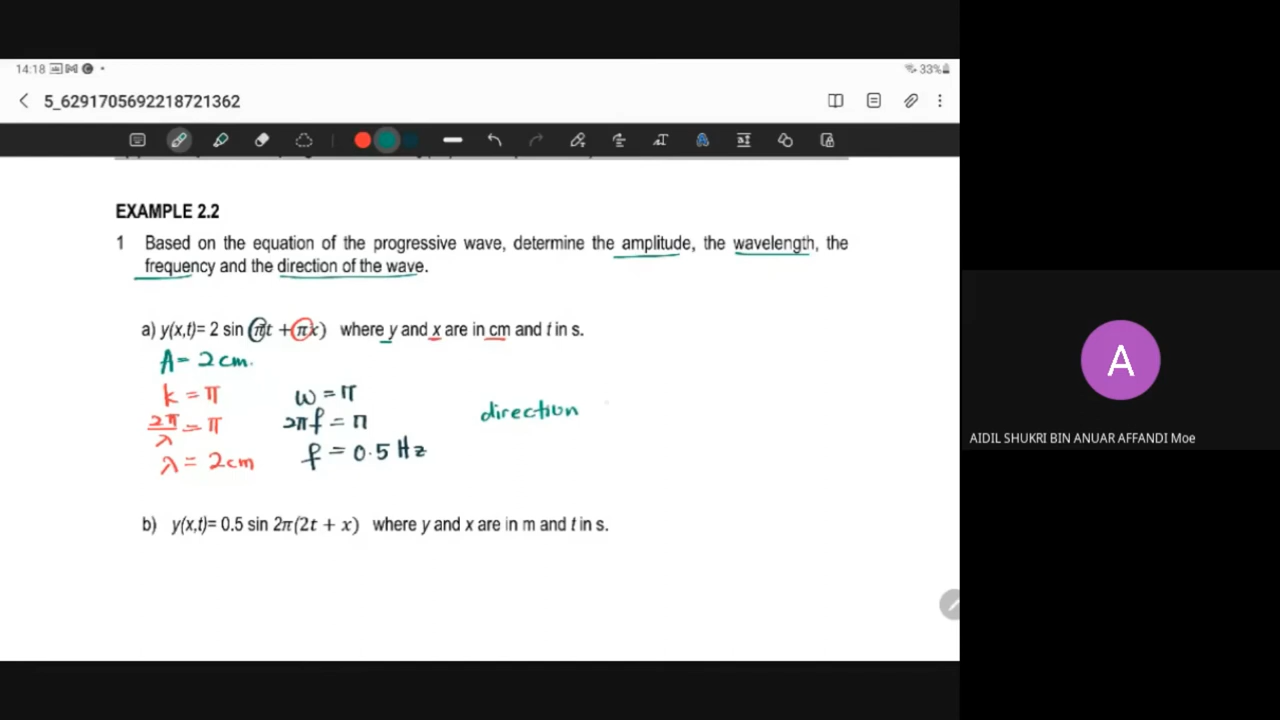 14:18
33%
5_6291705692218721362
EXAMPLE 2.2
1 Based on the equation of the progressive wave, determine the amplitude, the wavelength, the
frequency and the direction of the wave.
a) y(x,t)= 2 sin (πt + πx) where y and x are in cm and t in s.
A = 2cm.
k = π ω = π
2π/λ = π 2πf = π
direction
λ = 2cm f = 0.5 Hz
b) y(x,t)= 0.5 sin 2π(2t + x) where y and x are in m and t in s.
A
AIDIL SHUKRI BIN ANUAR AFFANDI Moe